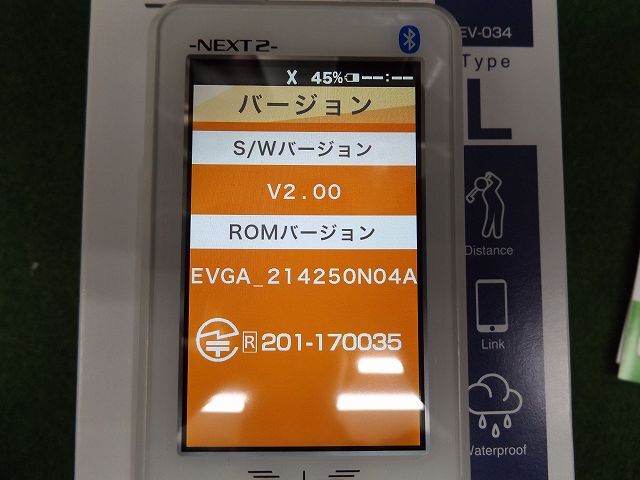 -NEXT2-
45% --:--
バージョン
S/Wバージョン
V2.00
ROMバージョン
EVGA_214250N04A
R 201-170035
EV-034
Type
L
Distance
Link
Waterproof